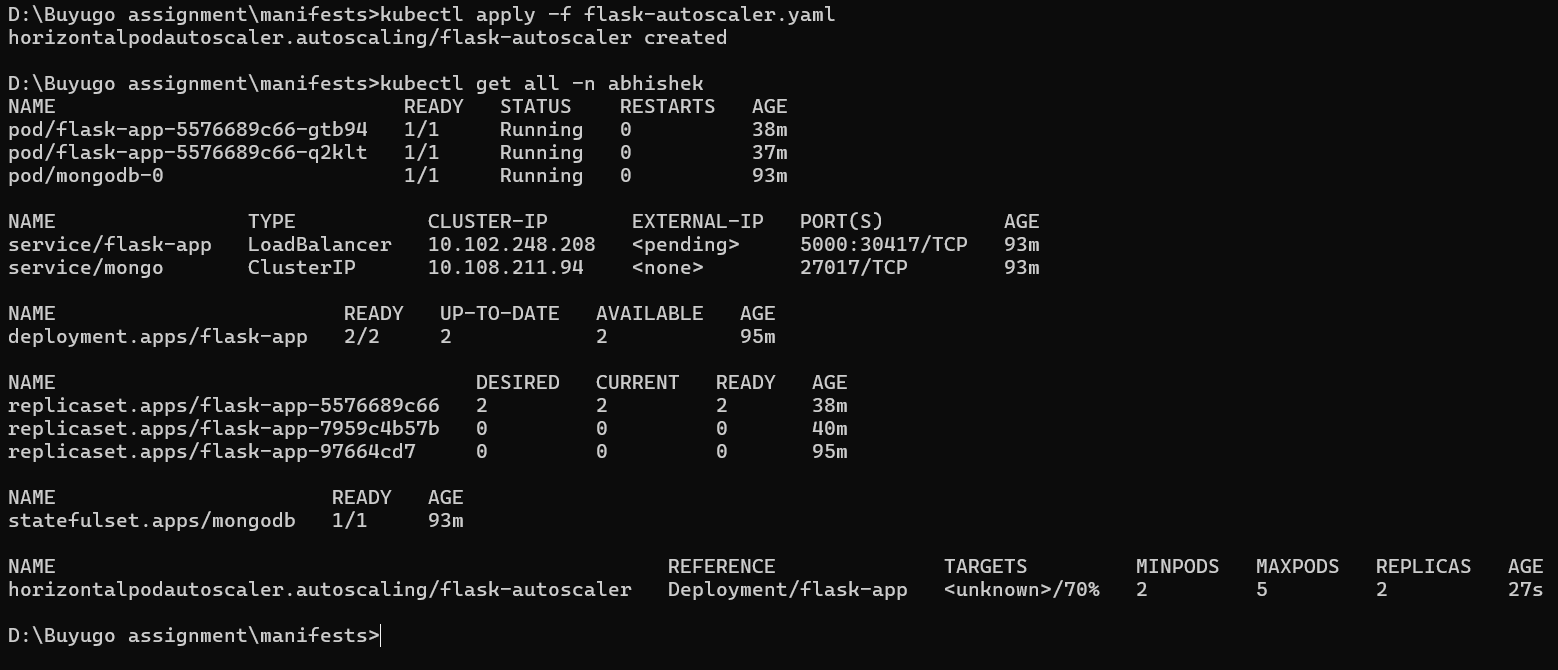 D:\Buyugo assignment\manifests>kubectl apply -f flask-autoscaler.yaml
horizontalpodautoscaler.autoscaling/flask-autoscaler created
D:\Buyugo assignment\manifests>kubectl get all -n abhishek
NAME READY STATUS RESTARTS AGE
pod/flask-app-5576689c66-gtb94 1/1 Running 0 38m
pod/flask-app-5576689c66-q2klt 1/1 Running 0 37m
pod/mongodb-0 1/1 Running 0 93m
NAME TYPE CLUSTER-IP EXTERNAL-IP PORT(S) AGE
service/flask-app LoadBalancer 10.102.248.208 <pending> 5000:30417/TCP 93m
service/mongo ClusterIP 10.108.211.94 <none> 27017/TCP 93m
NAME READY UP-TO-DATE AVAILABLE AGE
deployment.apps/flask-app 2/2 2 2 95m
NAME DESIRED CURRENT READY AGE
replicaset.apps/flask-app-5576689c66 2 2 2 38m
replicaset.apps/flask-app-7959c4b57b 0 0 0 40m
replicaset.apps/flask-app-97664cd7 0 0 0 95m
NAME READY AGE
statefulset.apps/mongodb 1/1 93m
NAME REFERENCE TARGETS MINPODS MAXPODS REPLICAS AGE
horizontalpodautoscaler.autoscaling/flask-autoscaler Deployment/flask-app <unknown>/70% 2 5 2 27s
D:\Buyugo assignment\manifests>